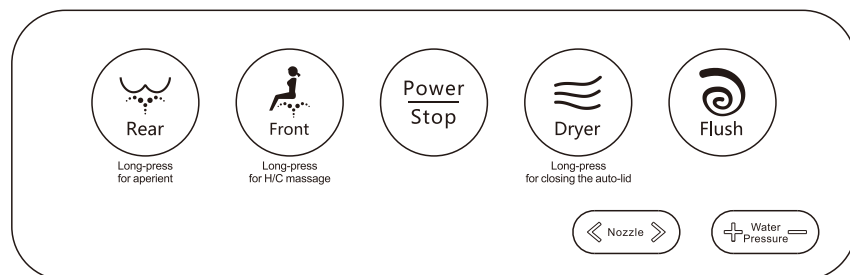 Rear
Long-press
for aperient
Front
Long-press
for H/C massage
Power
Stop
Dryer
Long-press
for closing the auto-lid
Flush
Nozzle
Water
Pressure